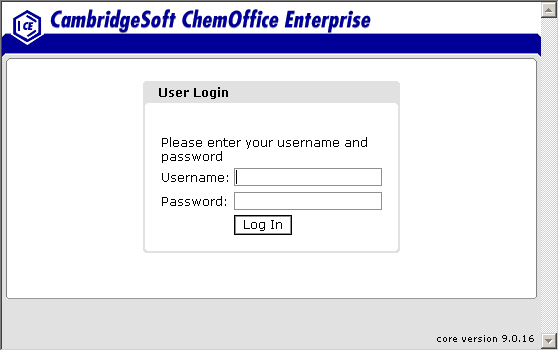 CambridgeSoft ChemOffice Enterprise
User Login
Please enter your username and
password
Username:
Password:
Log In
core version 9.0.16